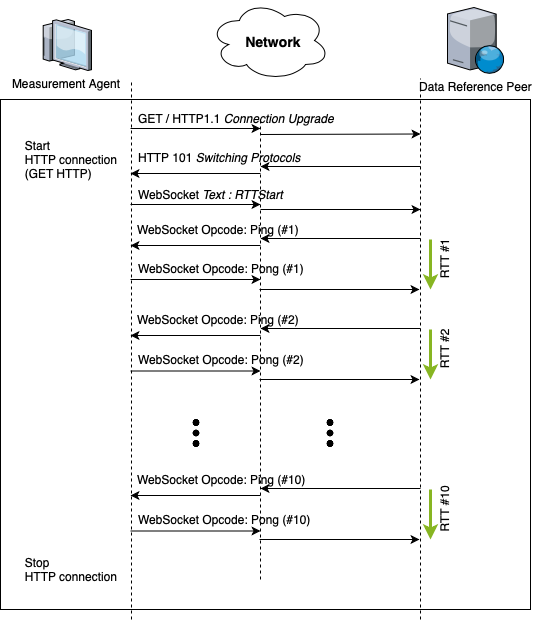 Network
Measurement Agent
Data Reference Peer
GET / HTTP1.1 Connection Upgrade
Start
HTTP connection
(GET HTTP)
HTTP 101 Switching Protocols
WebSocket Text : RTTStart
WebSocket Opcode: Ping (#1)
RTT #1
WebSocket Opcode: Pong (#1)
WebSocket Opcode: Ping (#2)
RTT #2
WebSocket Opcode: Pong (#2)
WebSocket Opcode: Ping (#10)
RTT #10
WebSocket Opcode: Pong (#10)
Stop
HTTP connection